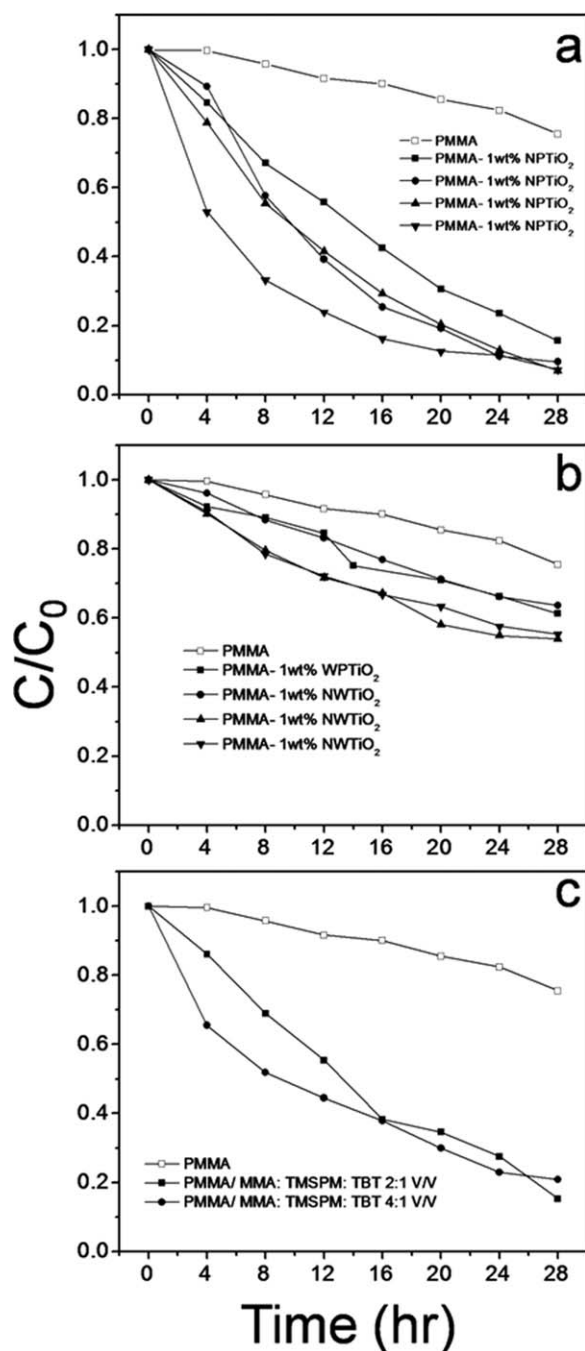 a
1.0
0.8
0.6
0.4
0.2
0.0
PMMA
PMMA- 1wt% NPTiO₂
PMMA- 1wt% NPTiO₂
PMMA- 1wt% NPTiO₂
PMMA- 1wt% NPTiO₂
0 4 8 12 16 20 24 28
b
1.0
0.8
0.6
0.4
0.2
0.0
C/C₀
PMMA
PMMA- 1wt% WPTiO₂
PMMA- 1wt% NWTiO₂
PMMA- 1wt% NWTiO₂
PMMA- 1wt% NWTiO₂
0 4 8 12 16 20 24 28
c
1.0
0.8
0.6
0.4
0.2
0.0
PMMA
PMMA/ MMA: TMSPM: TBT 2:1 V/V
PMMA/ MMA: TMSPM: TBT 4:1 V/V
0 4 8 12 16 20 24 28
Time (hr)